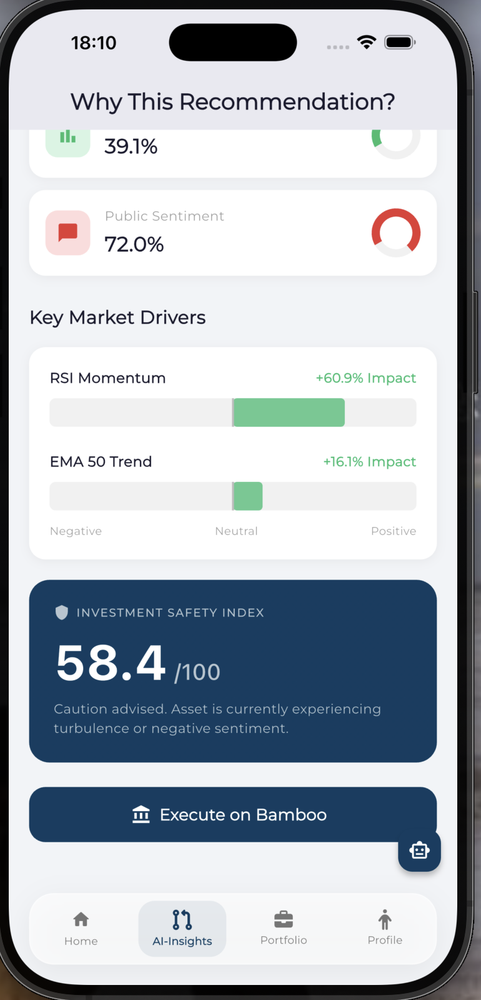 18:10
Why This Recommendation?
39.1%
Public Sentiment
72.0%
Key Market Drivers
RSI Momentum
+60.9% Impact
EMA 50 Trend
+16.1% Impact
Negative
Neutral
Positive
INVESTMENT SAFETY INDEX
58.4 /100
Caution advised. Asset is currently experiencing
turbulence or negative sentiment.
Execute on Bamboo
Home
AI-Insights
Portfolio
Profile